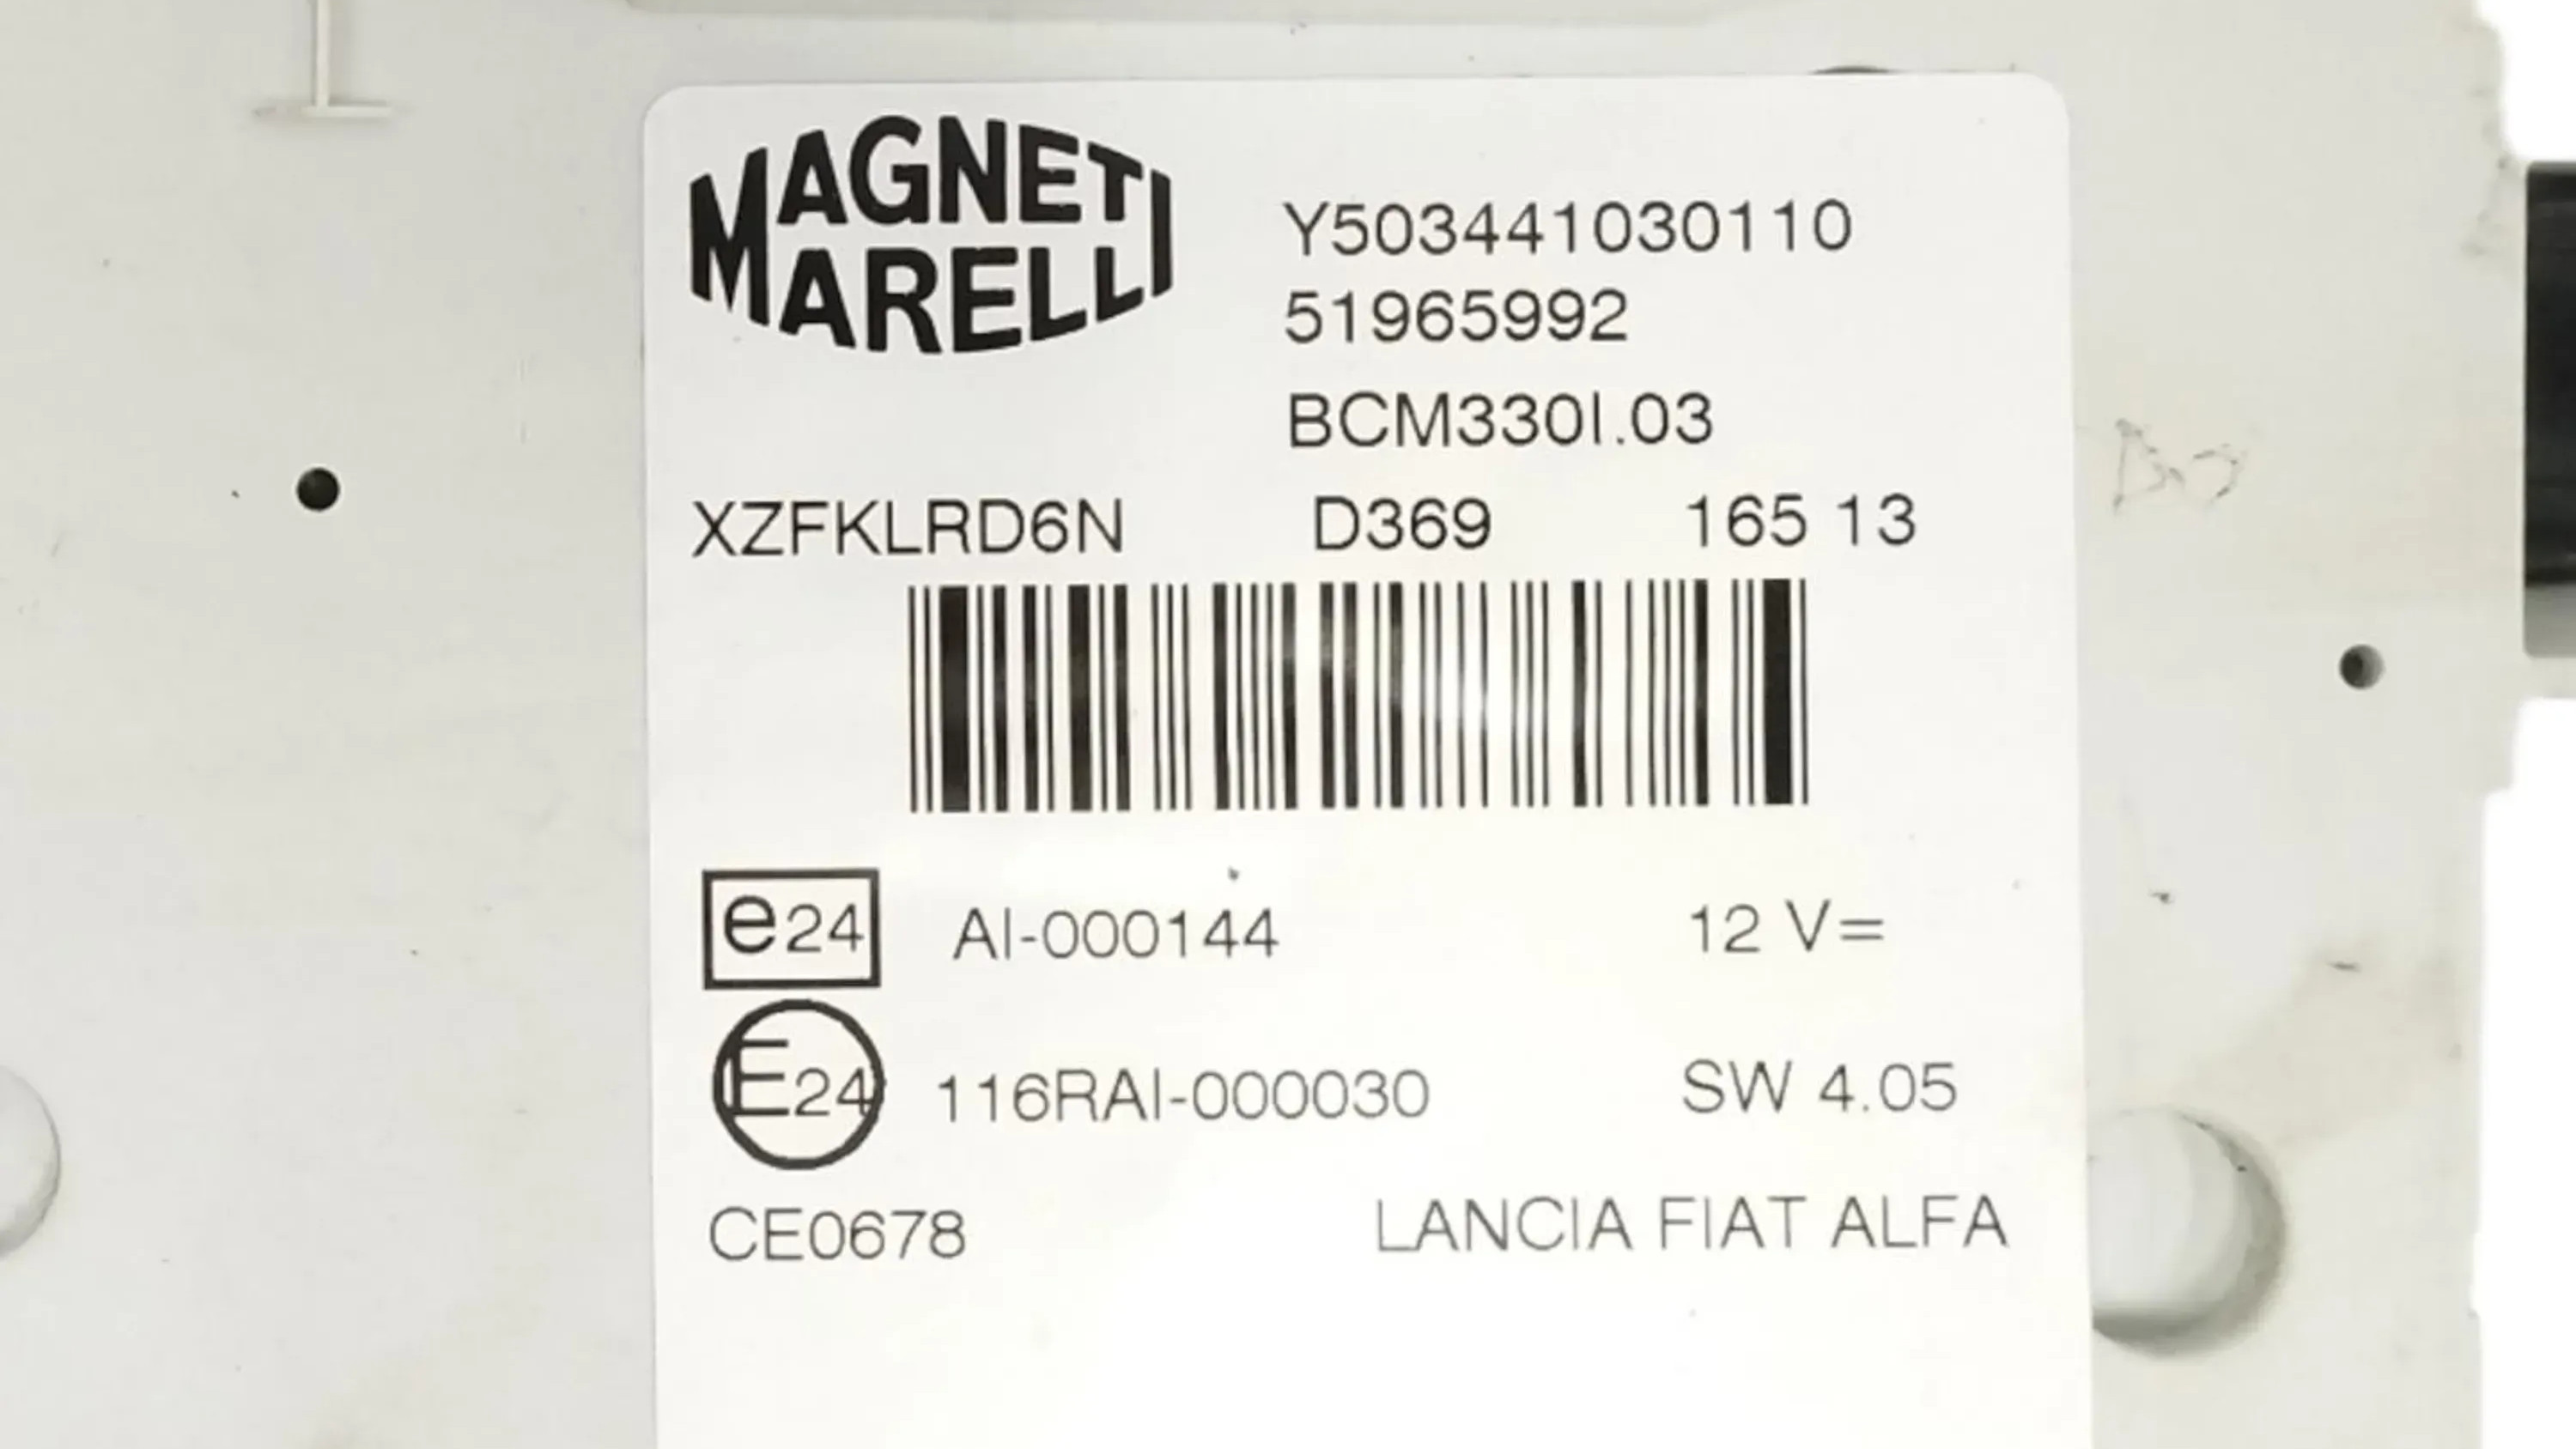 MAGNETI
MARELLI
Y503441030110
51965992
BCM330I.03
XZFKLRD6N D369 165 13
e24 AI-000144 12 V=
E24 116RAI-000030 SW 4.05
CE0678 LANCIA FIAT ALFA